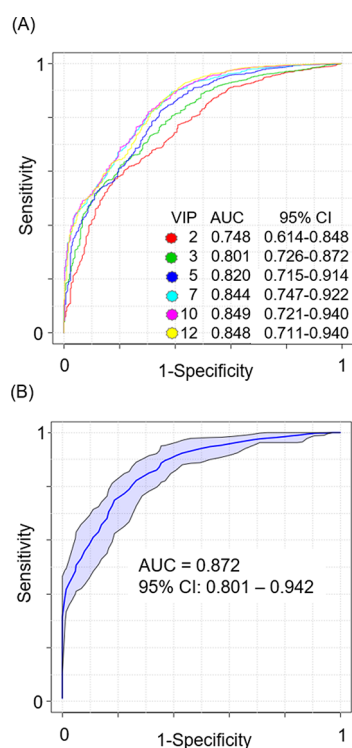 (A)
1
Sensitivity
VIP AUC 95% CI
2 0.748 0.614-0.848
3 0.801 0.726-0.872
5 0.820 0.715-0.914
7 0.844 0.747-0.922
10 0.849 0.721-0.940
12 0.848 0.711-0.940
0
0 1
1-Specificity
(B)
1
Sensitivity
AUC = 0.872
95% CI: 0.801 – 0.942
0
0 1
1-Specificity